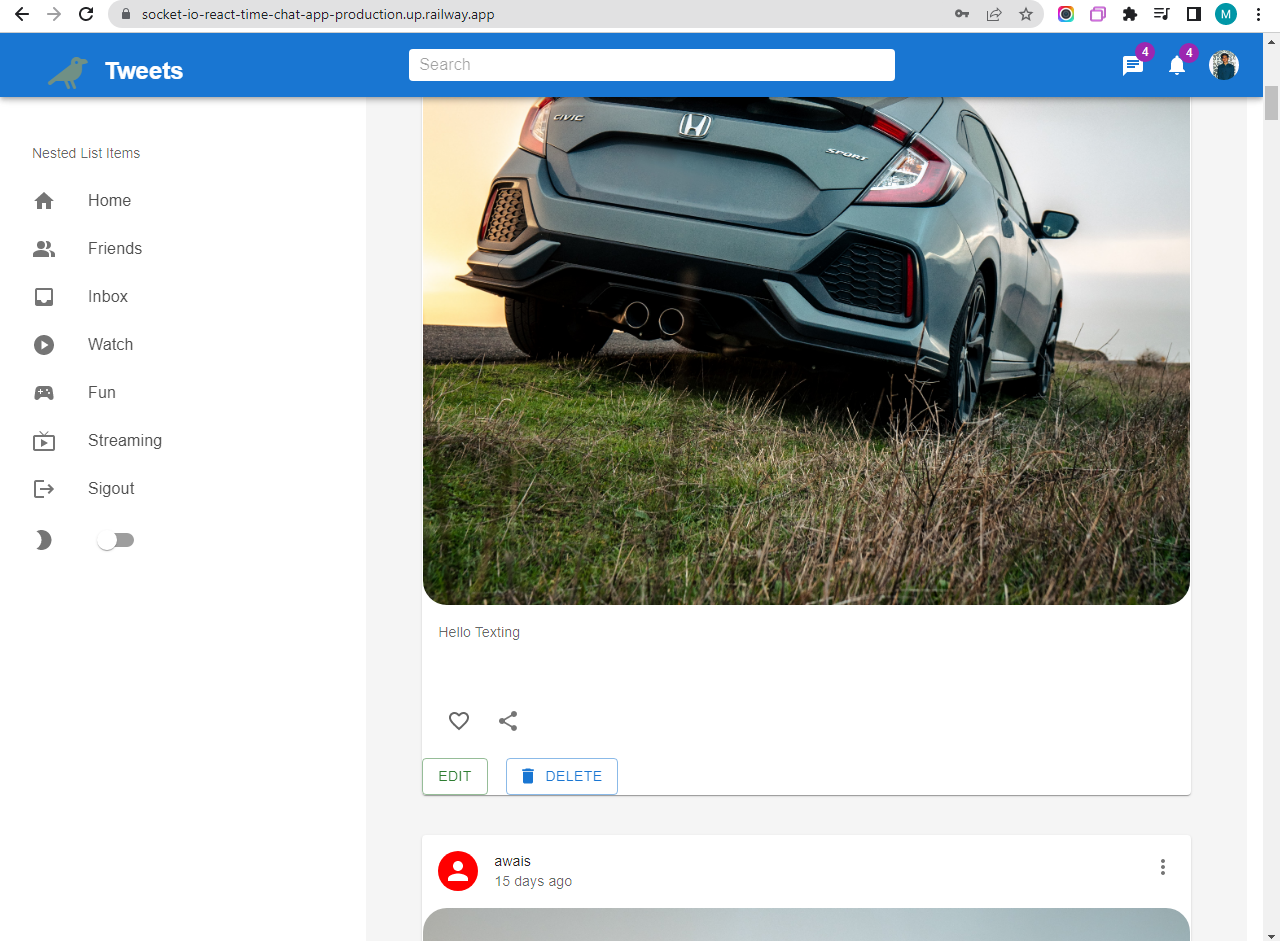 socket-io-react-time-chat-app-production.up.railway.app
M
Tweets
Search
4
4
Nested List Items
Home
Friends
Inbox
Watch
Fun
Streaming
Sigout
CIVIC
SPORT
Hello Texting
EDIT
DELETE
awais
15 days ago